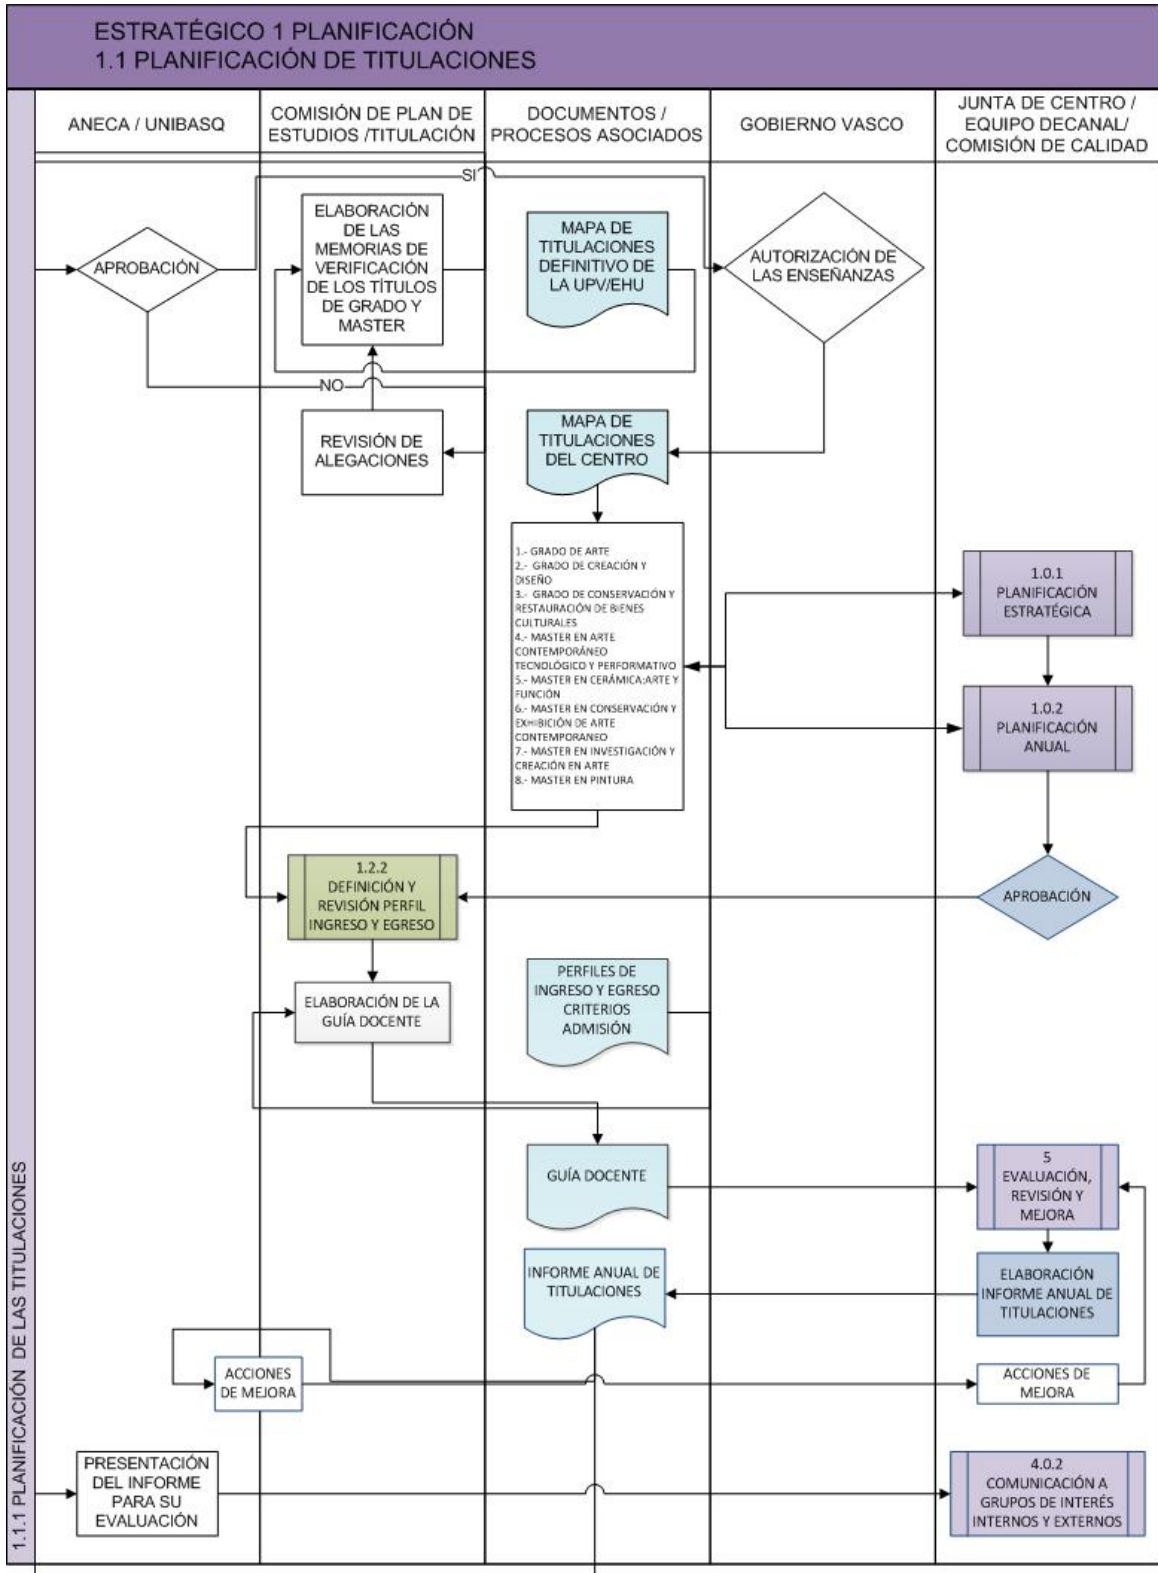 ESTRATÉGICO 1 PLANIFICACIÓN
1.1 PLANIFICACIÓN DE TITULACIONES
ANECA / UNIBASQ
COMISIÓN DE PLAN DE
ESTUDIOS /TITULACIÓN
DOCUMENTOS /
PROCESOS ASOCIADOS
GOBIERNO VASCO
JUNTA DE CENTRO /
EQUIPO DECANAL/
COMISIÓN DE CALIDAD
SI
APROBACIÓN
ELABORACIÓN
DE LAS
MEMORIAS DE
VERIFICACIÓN
DE LOS TÍTULOS
DE GRADO Y
MASTER
MAPA DE
TITULACIONES
DEFINITIVO DE
LA UPV/EHU
AUTORIZACIÓN DE
LAS ENSEÑANZAS
NO
REVISIÓN DE
ALEGACIONES
MAPA DE
TITULACIONES
DEL CENTRO
1.- GRADO DE ARTE
2.- GRADO DE CREACIÓN Y
DISEÑO
3.- GRADO DE CONSERVACIÓN Y
RESTAURACIÓN DE BIENES
CULTURALES
4.- MASTER EN ARTE
CONTEMPORÁNEO
TECNOLÓGICO Y PERFORMATIVO
5.- MASTER EN CERÁMICA:ARTE Y
FUNCIÓN
6.- MASTER EN CONSERVACIÓN Y
EXHIBICIÓN DE ARTE
CONTEMPORANEO
7.- MASTER EN INVESTIGACIÓN Y
CREACIÓN EN ARTE
8.- MASTER EN PINTURA
1.0.1
PLANIFICACIÓN
ESTRATÉGICA
1.0.2
PLANIFICACIÓN
ANUAL
1.2.2
DEFINICIÓN Y
REVISIÓN PERFIL
INGRESO Y EGRESO
APROBACIÓN
ELABORACIÓN DE LA
GUÍA DOCENTE
PERFILES DE
INGRESO Y EGRESO
CRITERIOS
ADMISIÓN
GUÍA DOCENTE
5
EVALUACIÓN,
REVISIÓN Y
MEJORA
INFORME ANUAL DE
TITULACIONES
ELABORACIÓN
INFORME ANUAL DE
TITULACIONES
ACCIONES
DE MEJORA
ACCIONES DE
MEJORA
PRESENTACIÓN
DEL INFORME
PARA SU
EVALUACIÓN
4.0.2
COMUNICACIÓN A
GRUPOS DE INTERÉS
INTERNOS Y EXTERNOS
1.1.1 PLANIFICACIÓN DE LAS TITULACIONES